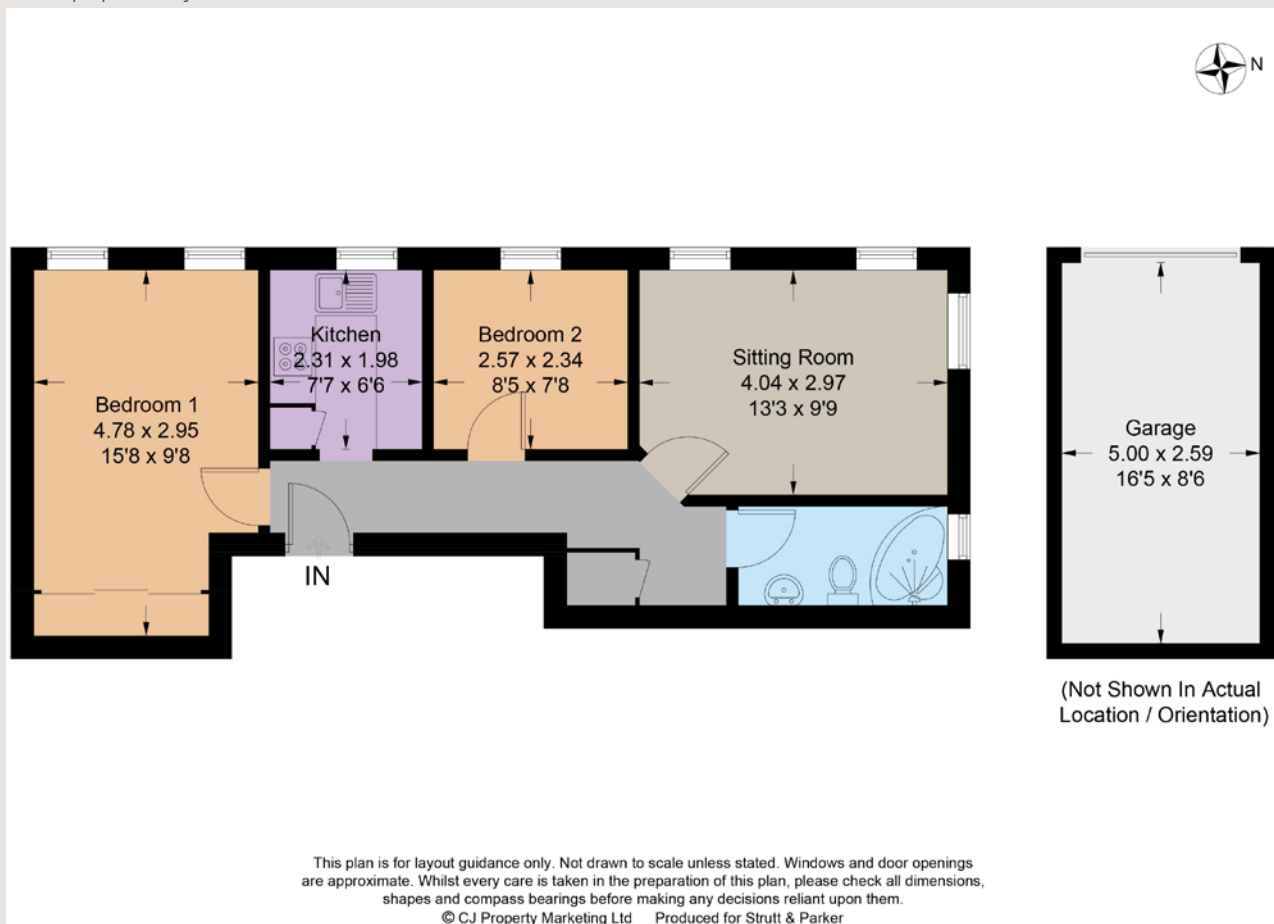 N
Kitchen
2.31 x 1.98
7'7 x 6'6
Bedroom 2
2.57 x 2.34
8'5 x 7'8
Sitting Room
4.04 x 2.97
13'3 x 9'9
Bedroom 1
4.78 x 2.95
15'8 x 9'8
Garage
5.00 x 2.59
16'5 x 8'6
IN
(Not Shown In Actual
Location / Orientation)
This plan is for layout guidance only. Not drawn to scale unless stated. Windows and door openings
are approximate. Whilst every care is taken in the preparation of this plan, please check all dimensions,
shapes and compass bearings before making any decisions reliant upon them.
© CJ Property Marketing Ltd Produced for Strutt & Parker